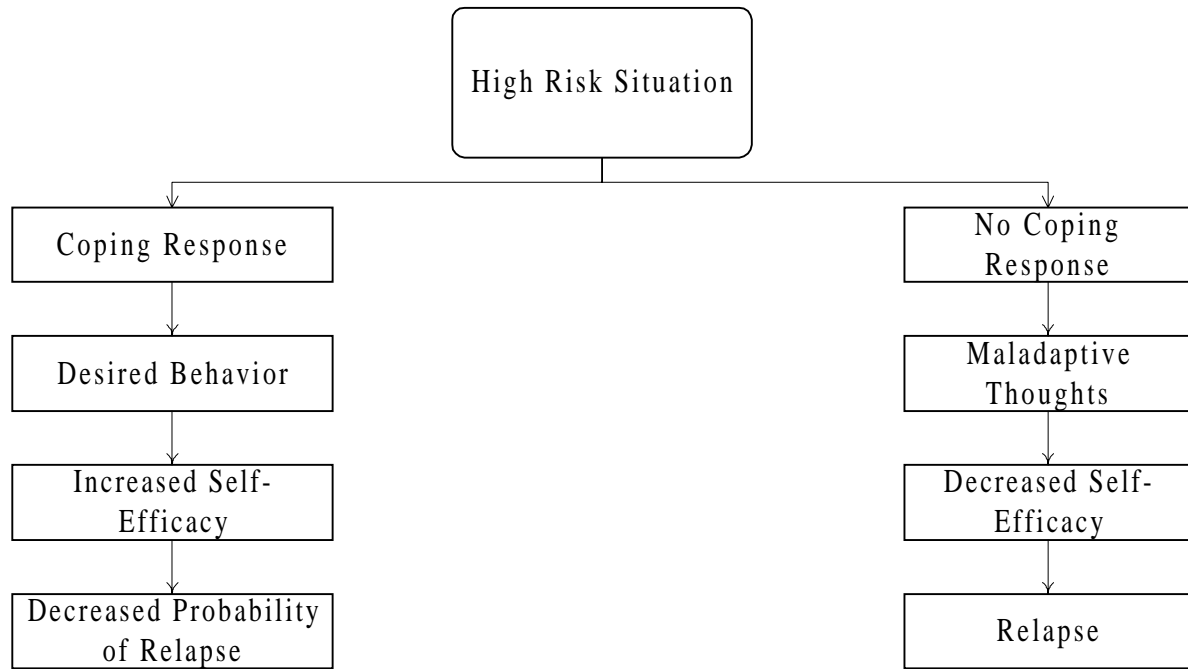 High Risk Situation
Coping Response
No Coping
Response
Desired Behavior
Maladaptive
Thoughts
Increased Self-
Efficacy
Decreased Self-
Efficacy
Decreased Probability
of Relapse
Relapse